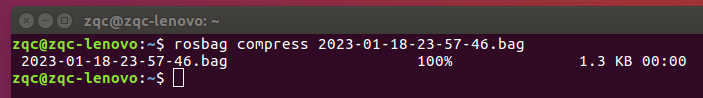 zqc@zqc-lenovo: ~
zqc@zqc-lenovo:~$ rosbag compress 2023-01-18-23-57-46.bag
2023-01-18-23-57-46.bag 100% 1.3 KB 00:00
zqc@zqc-lenovo:~$